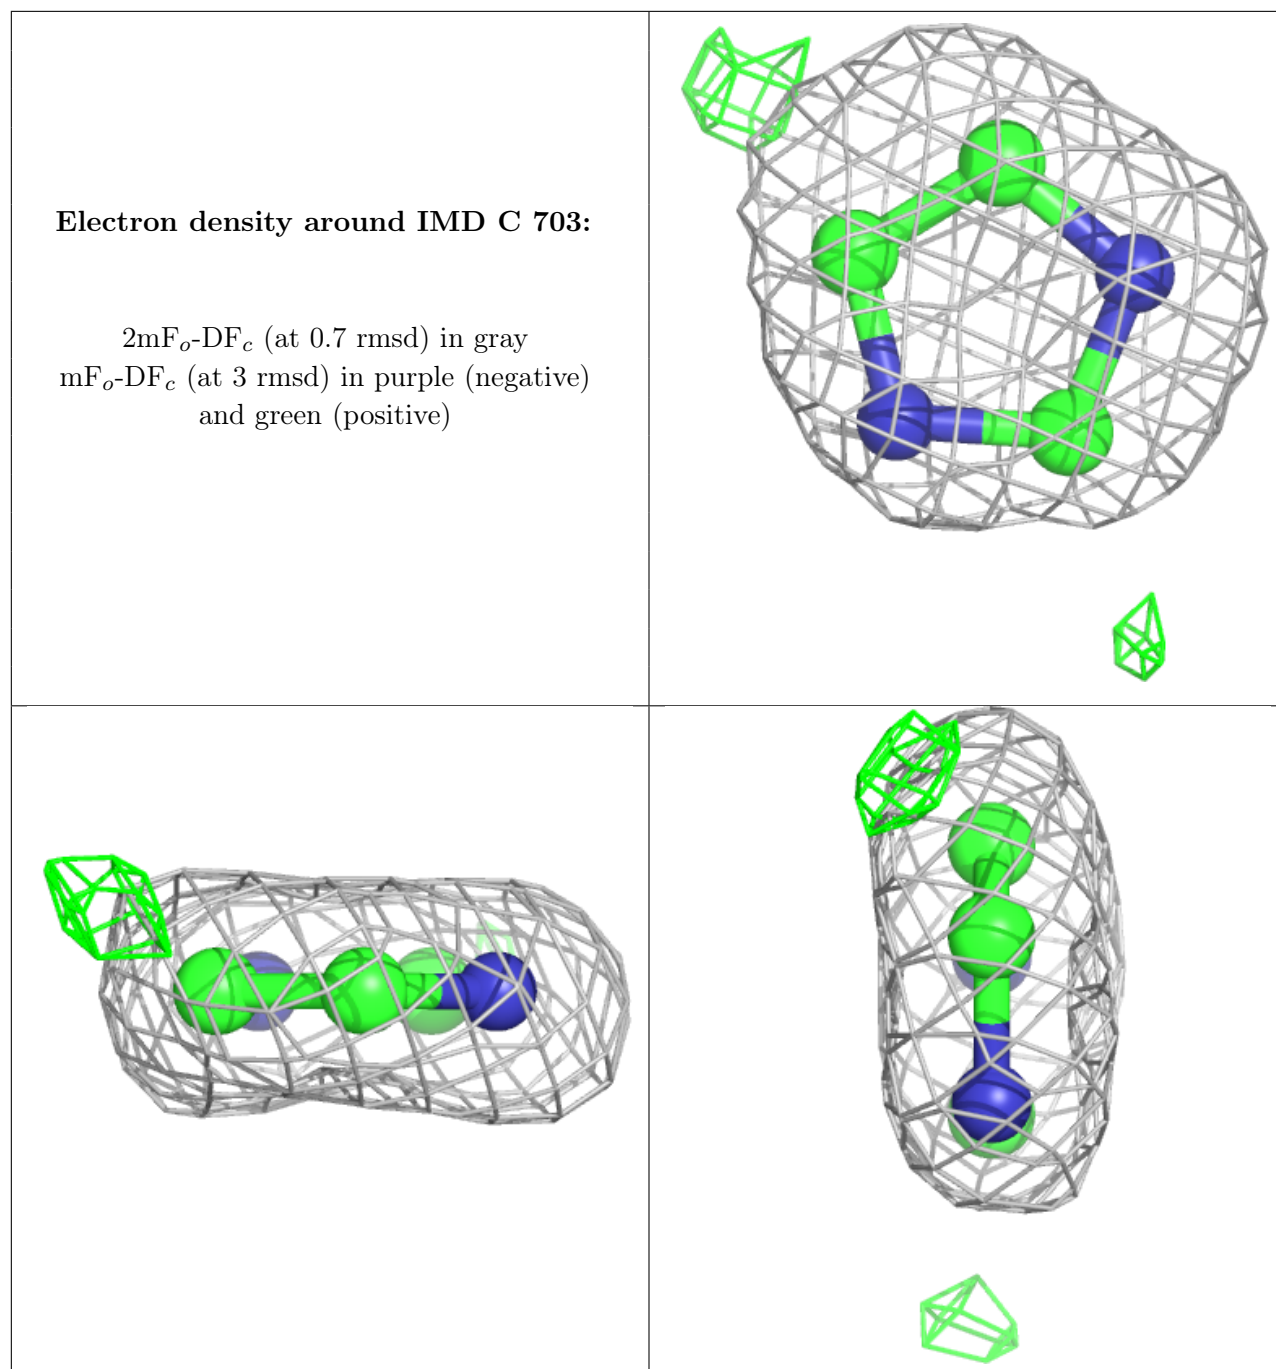 Electron density around IMD C 703:
2mFo-DFc (at 0.7 rmsd) in gray
mFo-DFc (at 3 rmsd) in purple (negative)
and green (positive)